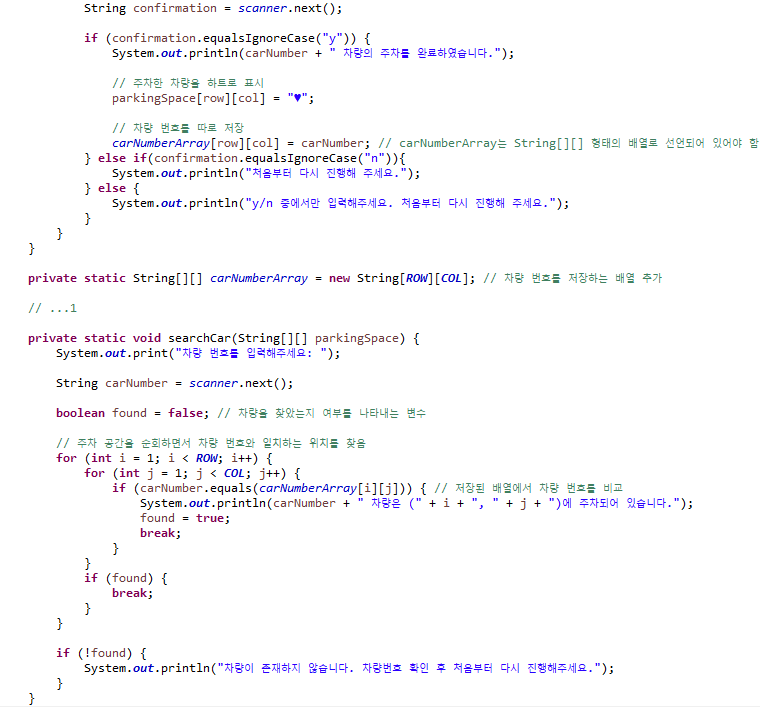 String confirmation = scanner.next();
if (confirmation.equalsIgnoreCase("y")) {
System.out.println(carNumber + " 차량의 주차를 완료하였습니다.");
// 주차한 차량을 하트로 표시
parkingSpace[row][col] = "♥";
// 차량 번호를 따로 저장
carNumberArray[row][col] = carNumber; // carNumberArray는 String[][] 형태의 배열로 선언되어 있어야 함
} else if(confirmation.equalsIgnoreCase("n")){
System.out.println("처음부터 다시 진행해 주세요.");
} else {
System.out.println("y/n 중에서만 입력해주세요. 처음부터 다시 진행해 주세요.");
}
}
}
private static String[][] carNumberArray = new String[ROW][COL]; // 차량 번호를 저장하는 배열 추가
// ...1
private static void searchCar(String[][] parkingSpace) {
System.out.print("차량 번호를 입력해주세요: ");
String carNumber = scanner.next();
boolean found = false; // 차량을 찾았는지 여부를 나타내는 변수
// 주차 공간을 순회하면서 차량 번호와 일치하는 위치를 찾음
for (int i = 1; i < ROW; i++) {
for (int j = 1; j < COL; j++) {
if (carNumber.equals(carNumberArray[i][j])) { // 저장된 배열에서 차량 번호를 비교
System.out.println(carNumber + " 차량은 (" + i + ", " + j + ")에 주차되어 있습니다.");
found = true;
break;
}
}
if (found) {
break;
}
}
if (!found) {
System.out.println("차량이 존재하지 않습니다. 차량번호 확인 후 처음부터 다시 진행해주세요.");
}
}